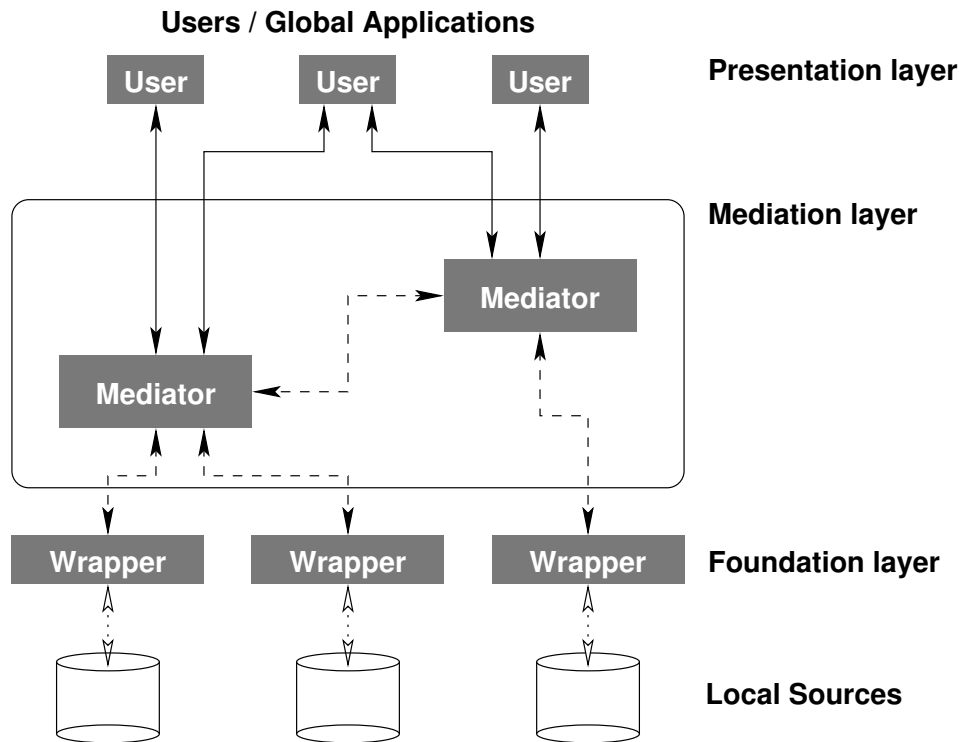 Users / Global Applications
User
User
User
Presentation layer
Mediation layer
Mediator
Mediator
Wrapper
Wrapper
Wrapper
Foundation layer
Local Sources